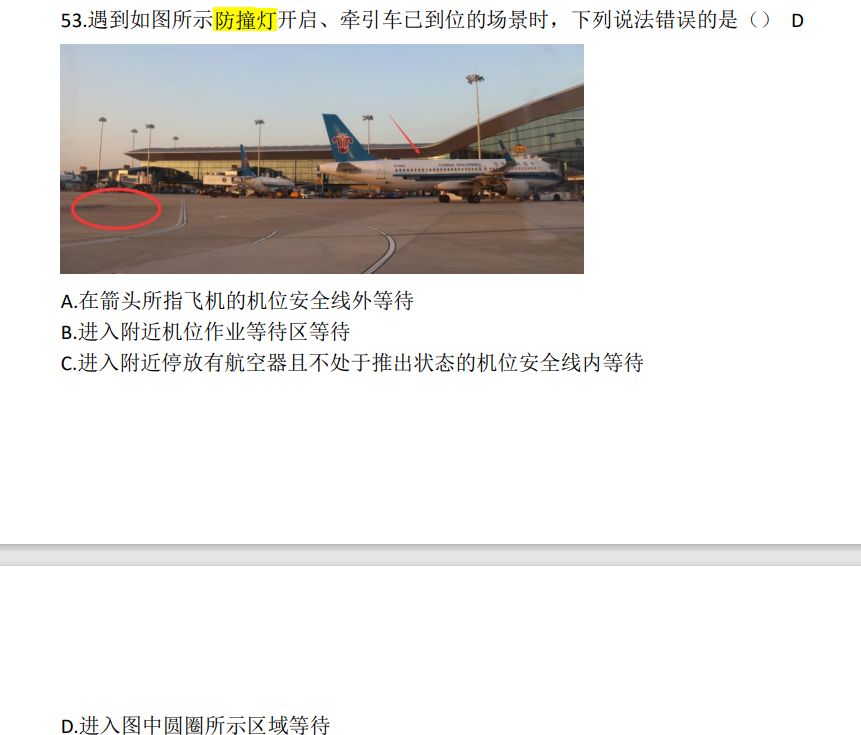 53.遇到如图所示防撞灯开启、牵引车已到位的场景时，下列说法错误的是（） D
CHINA SOUTHERN
A.在箭头所指飞机的机位安全线外等待
B.进入附近机位作业等待区等待
C.进入附近停放有航空器且不处于推出状态的机位安全线内等待
D.进入图中圆圈所示区域等待